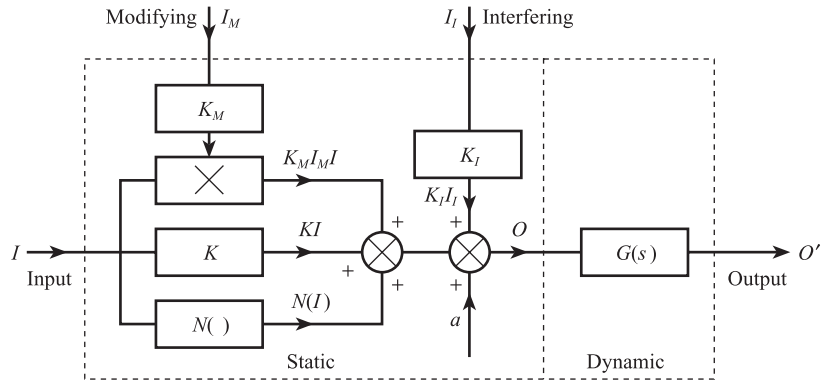 Modifying I_M
I_I Interfering
K_M
K_I
K_M I_M I
×
K_I I_I
+ + O
I
Input
K
KI
+
G(s)
O′
Output
+ +
N( )
N(I)
a
Static
Dynamic